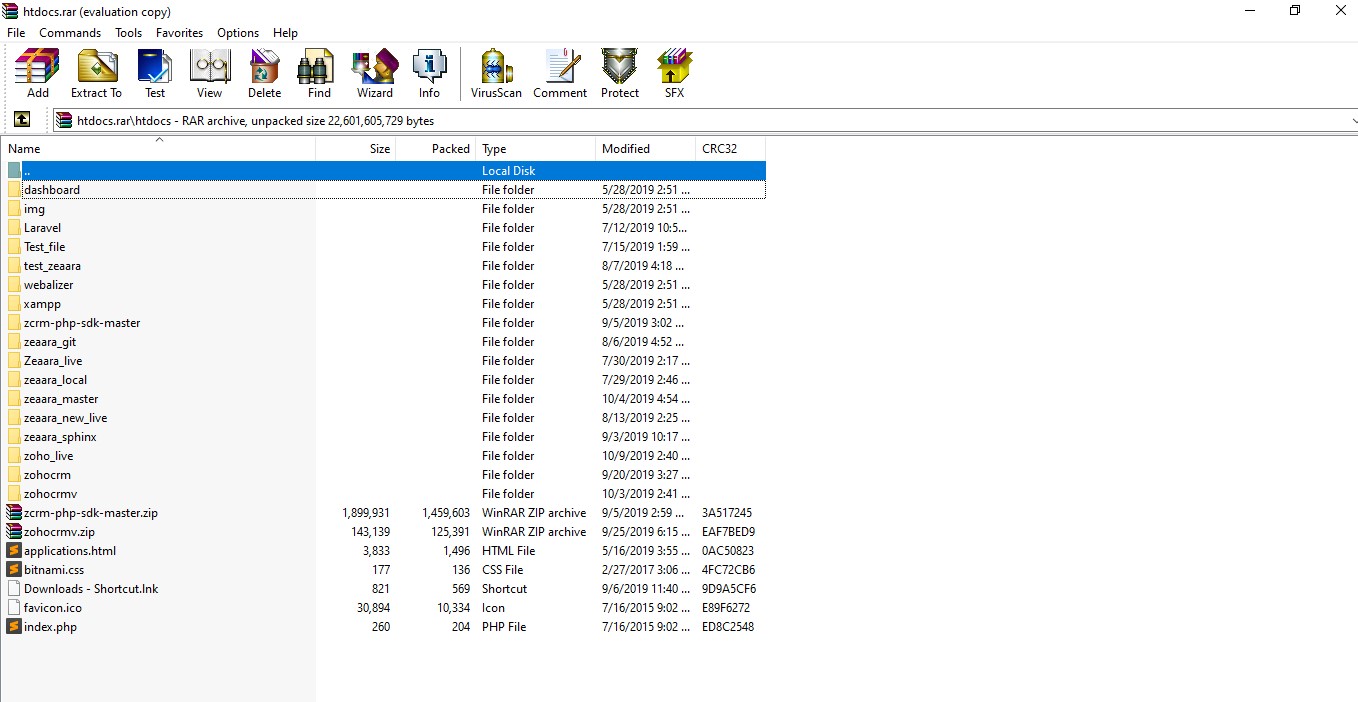 htdocs.rar (evaluation copy)
File Commands Tools Favorites Options Help
Add Extract To Test View Delete Find Wizard Info VirusScan Comment Protect SFX
htdocs.rar\htdocs - RAR archive, unpacked size 22,601,605,729 bytes
Name Size Packed Type Modified CRC32
.. Local Disk
dashboard File folder 5/28/2019 2:51 ...
img File folder 5/28/2019 2:51 ...
Laravel File folder 7/12/2019 10:5...
Test_file File folder 7/15/2019 1:59 ...
test_zeaara File folder 8/7/2019 4:18 ...
webalizer File folder 5/28/2019 2:51 ...
xampp File folder 5/28/2019 2:51 ...
zcrm-php-sdk-master File folder 9/5/2019 3:02 ...
zeaara_git File folder 8/6/2019 4:52 ...
Zeaara_live File folder 7/30/2019 2:17 ...
zeaara_local File folder 7/29/2019 2:46 ...
zeaara_master File folder 10/4/2019 4:54 ...
zeaara_new_live File folder 8/13/2019 2:25 ...
zeaara_sphinx File folder 9/3/2019 10:17 ...
zoho_live File folder 10/9/2019 2:40 ...
zohocrm File folder 9/20/2019 3:27 ...
zohocrmv File folder 10/3/2019 2:41 ...
zcrm-php-sdk-master.zip 1,899,931 1,459,603 WinRAR ZIP archive 9/5/2019 2:59 ... 3A517245
zohocrmv.zip 143,139 125,391 WinRAR ZIP archive 9/25/2019 6:15 ... EAF7BED9
applications.html 3,833 1,496 HTML File 5/16/2019 3:55 ... 0AC50823
bitnami.css 177 136 CSS File 2/27/2017 3:06 ... 4FC72CB6
Downloads - Shortcut.lnk 821 569 Shortcut 9/6/2019 11:40 ... 9D9A5CF6
favicon.ico 30,894 10,334 Icon 7/16/2015 9:02 ... E89F6272
index.php 260 204 PHP File 7/16/2015 9:02 ... ED8C2548